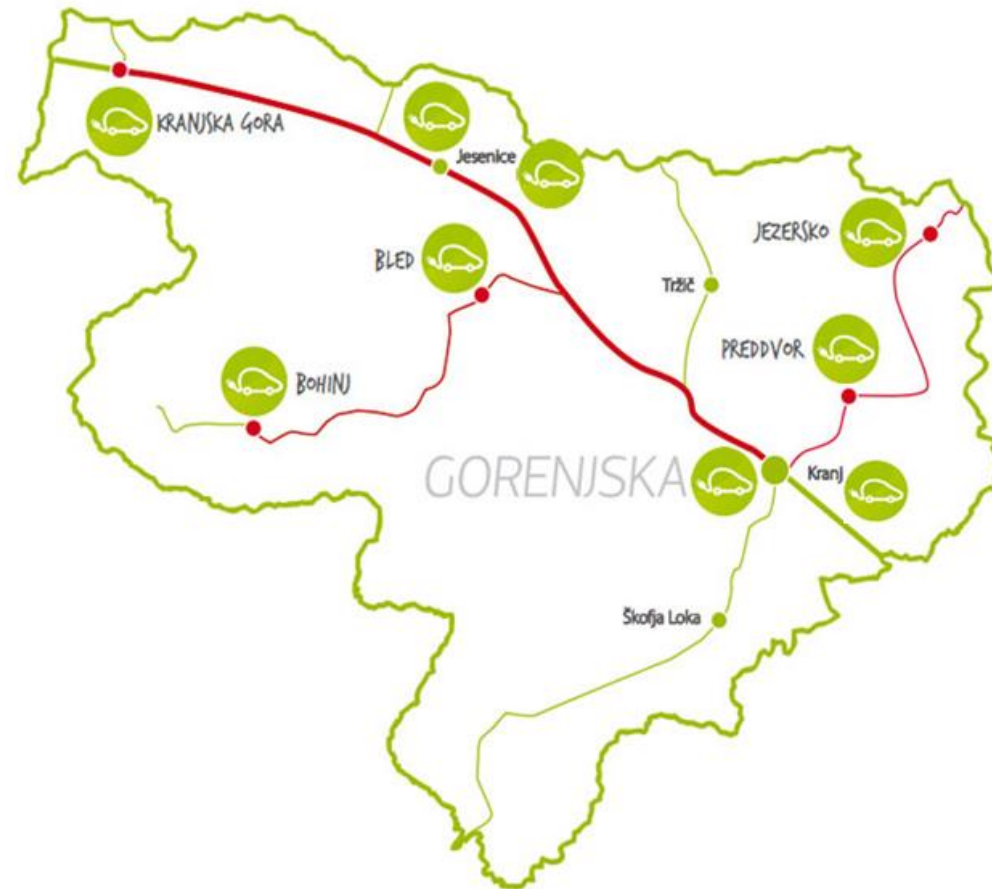 KRANJSKA GORA
Jesenice
BLED
JEZERSKO
Tržič
PREDDVOR
BOHINJ
GORENJSKA
Kranj
Škofja Loka